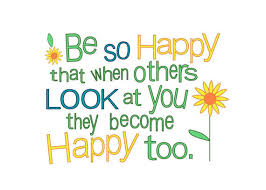 Be so Happy
that when others
LOOK at you
they become
Happy too.